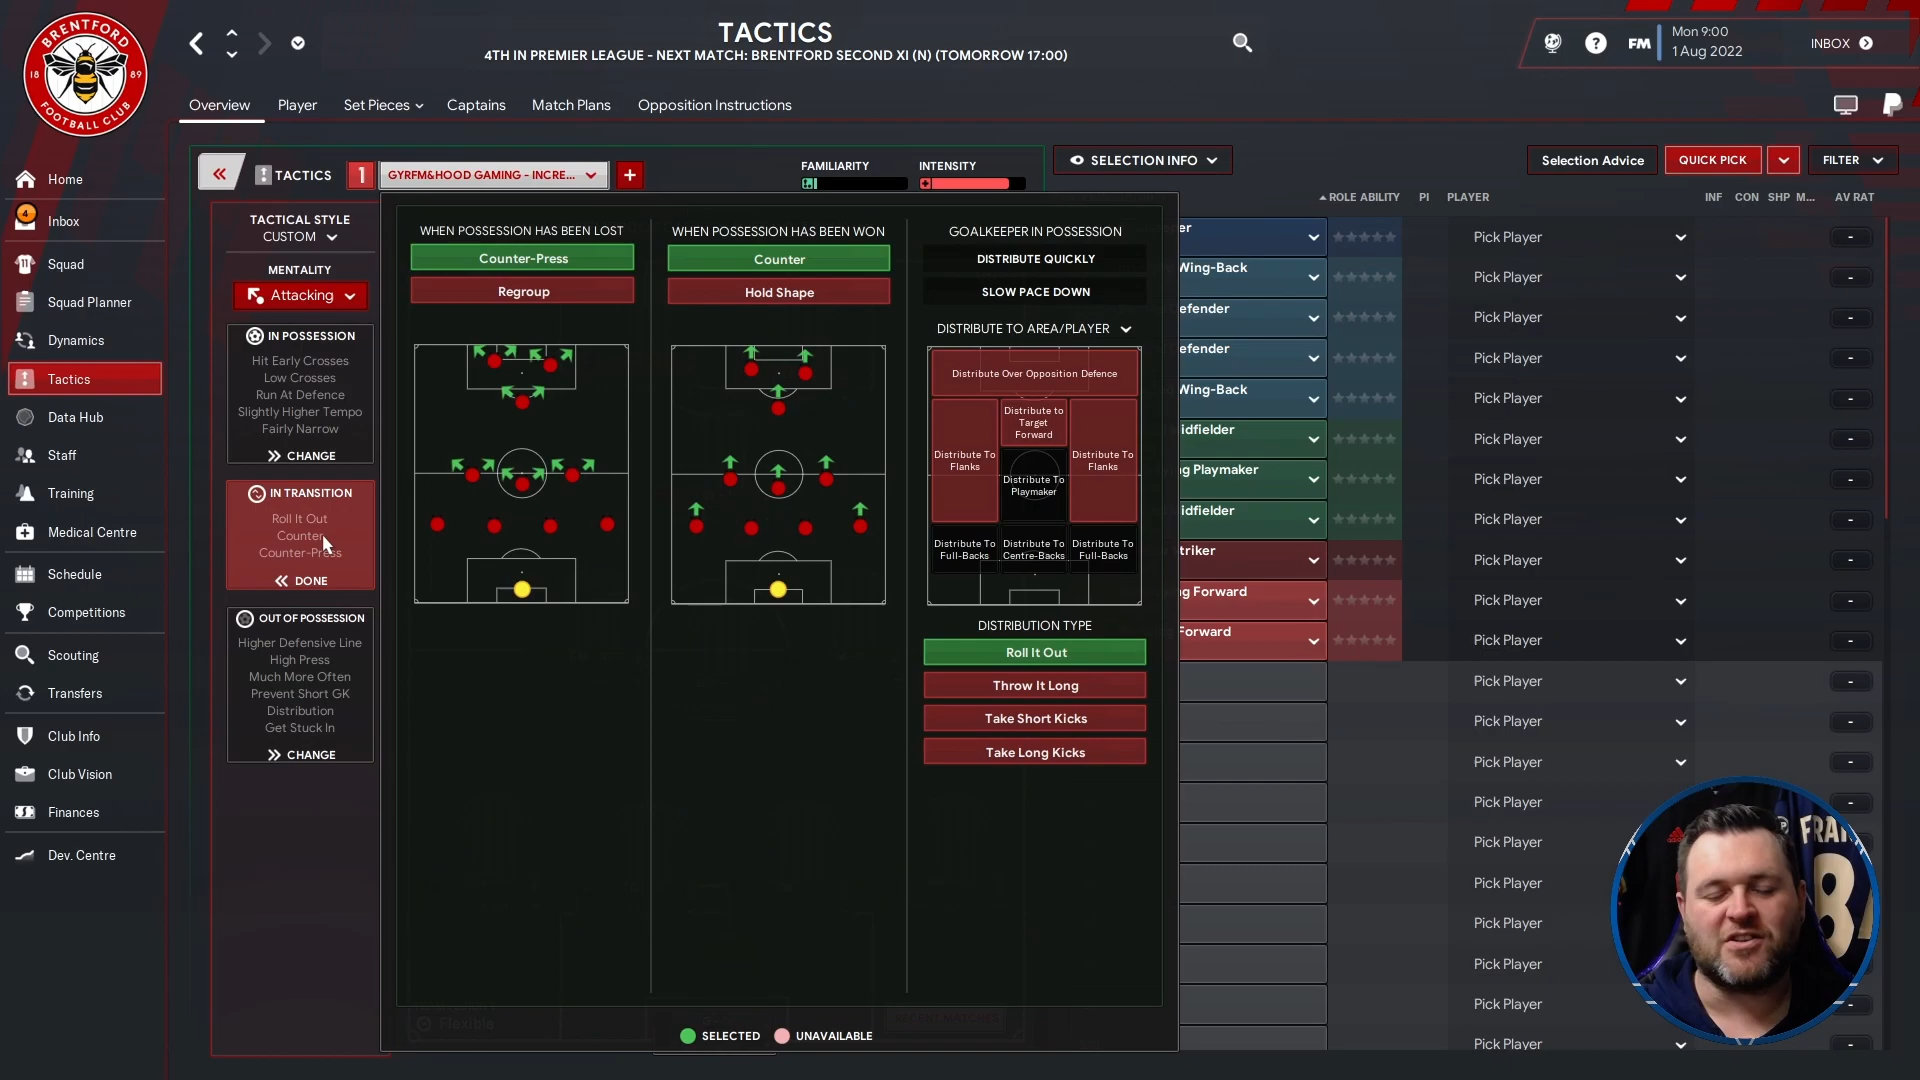 BRENTFORD
18 89
FOOTBALL CLUB
TACTICS
4TH IN PREMIER LEAGUE - NEXT MATCH: BRENTFORD SECOND XI (N) (TOMORROW 17:00)
FM
Mon 9:00
1 Aug 2022
INBOX
Overview
Player
Set Pieces
Captains
Match Plans
Opposition Instructions
Home
4
Inbox
Squad
Squad Planner
Dynamics
Tactics
Data Hub
Staff
Training
Medical Centre
Schedule
Competitions
Scouting
Transfers
Club Info
Club Vision
Finances
Dev. Centre
TACTICS
1
GYRFM&HOOD GAMING - INCRE...
FAMILIARITY
INTENSITY
SELECTION INFO
Selection Advice
QUICK PICK
FILTER
TACTICAL STYLE
CUSTOM
MENTALITY
Attacking
IN POSSESSION
Hit Early Crosses
Low Crosses
Run At Defence
Slightly Higher Tempo
Fairly Narrow
CHANGE
IN TRANSITION
Roll It Out
Counter
Counter-Press
DONE
OUT OF POSSESSION
Higher Defensive Line
High Press
Much More Often
Prevent Short GK
Distribution
Get Stuck In
CHANGE
WHEN POSSESSION HAS BEEN LOST
Counter-Press
Regroup
WHEN POSSESSION HAS BEEN WON
Counter
Hold Shape
GOALKEEPER IN POSSESSION
DISTRIBUTE QUICKLY
SLOW PACE DOWN
DISTRIBUTE TO AREA/PLAYER
Distribute Over Opposition Defence
Distribute to
Target
Forward
Distribute To
Flanks
Distribute To
Playmaker
Distribute To
Flanks
Distribute To
Full-Backs
Distribute To
Centre-Backs
Distribute To
Full-Backs
DISTRIBUTION TYPE
Roll It Out
Throw It Long
Take Short Kicks
Take Long Kicks
Flexible
SELECTED
UNAVAILABLE
ROLE ABILITY
PI
PLAYER
INF
CON
SHP
M...
AV RAT
eper
Pick Player
-
Wing-Back
Pick Player
-
efender
Pick Player
-
efender
Pick Player
-
Wing-Back
Pick Player
-
idfielder
Pick Player
-
ng Playmaker
Pick Player
-
idfielder
Pick Player
-
triker
Pick Player
-
ng Forward
Pick Player
-
Forward
Pick Player
-
Pick Player
-
Pick Player
-
Pick Player
-
Pick Player
-
Pick Player
Pick Player
Pick Player
Pick Player
Pick Player
-
Pick Player
FRA
8